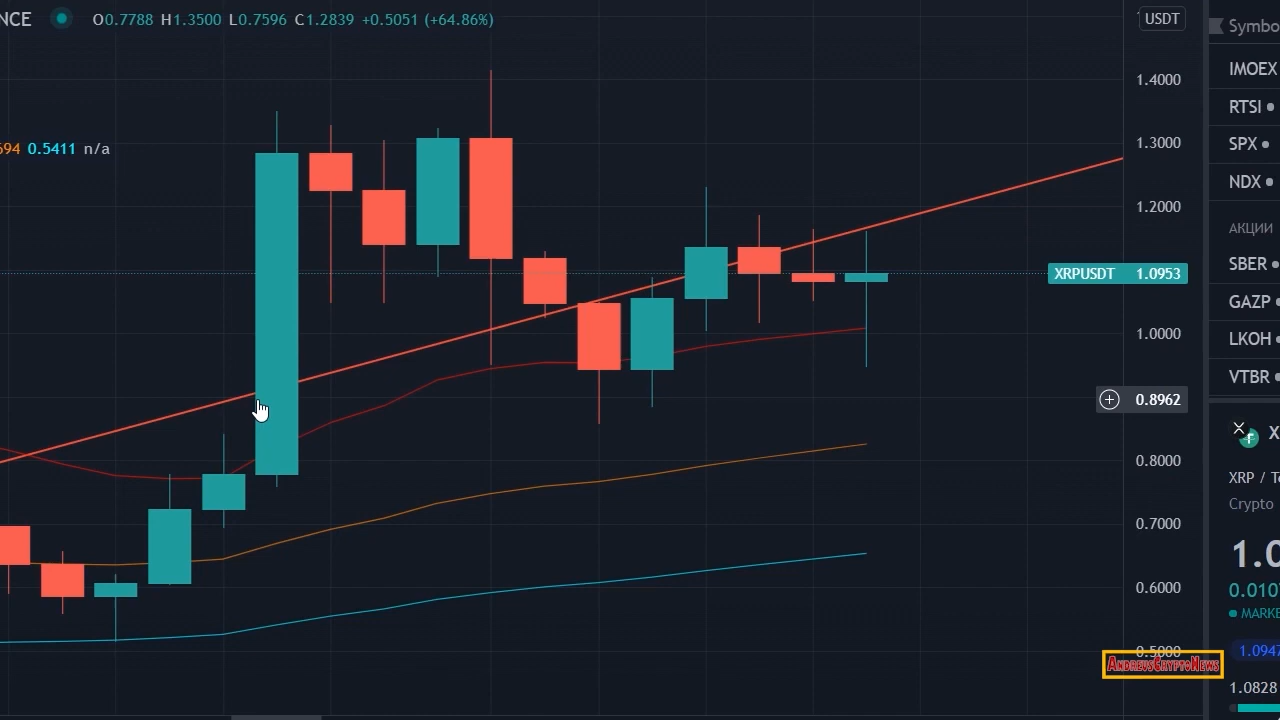 NCE O0.7788 H1.3500 L0.7596 C1.2839 +0.5051 (+64.86%)
USDT
Symbo
1.4000
IMOEX
RTSI
694 0.5411 n/a
1.3000
SPX
NDX
1.2000
АКЦИИ
SBER
XRPUSDT 1.0953
GAZP
1.0000
LKOH
VTBR
0.8962
X
0.8000
XRP / Te
Crypto
0.7000
1.0
0.6000
0.010
MARKE
0.5000
1.0947
ANDREVSCRYPTONEWS
1.0828